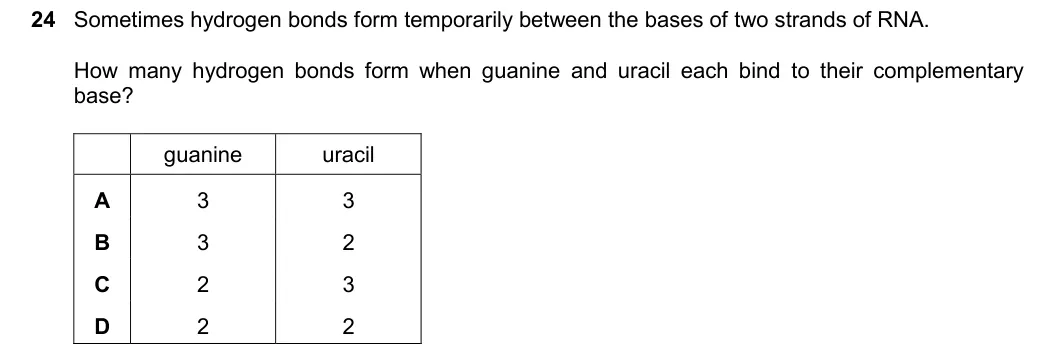 24 Sometimes hydrogen bonds form temporarily between the bases of two strands of RNA.
How many hydrogen bonds form when guanine and uracil each bind to their complementary
base?
guanine uracil
A 3 3
B 3 2
C 2 3
D 2 2